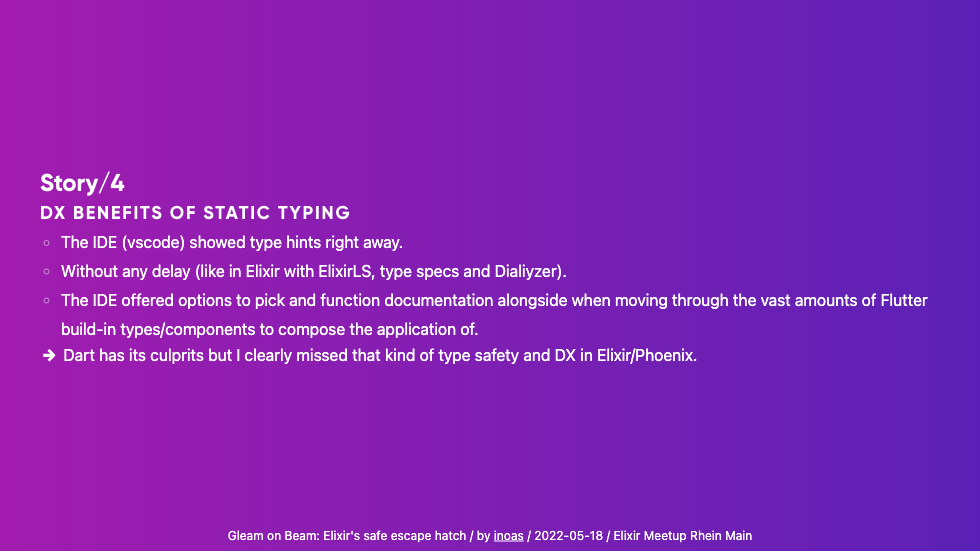 Story/4
DX BENEFITS OF STATIC TYPING
The IDE (vscode) showed type hints right away.
Without any delay (like in Elixir with ElixirLS, type specs and Dialiyzer).
The IDE offered options to pick and function documentation alongside when moving through the vast amounts of Flutter
build-in types/components to compose the application of.
→ Dart has its culprits but I clearly missed that kind of type safety and DX in Elixir/Phoenix.
Gleam on Beam: Elixir's safe escape hatch / by inoas / 2022-05-18 / Elixir Meetup Rhein Main